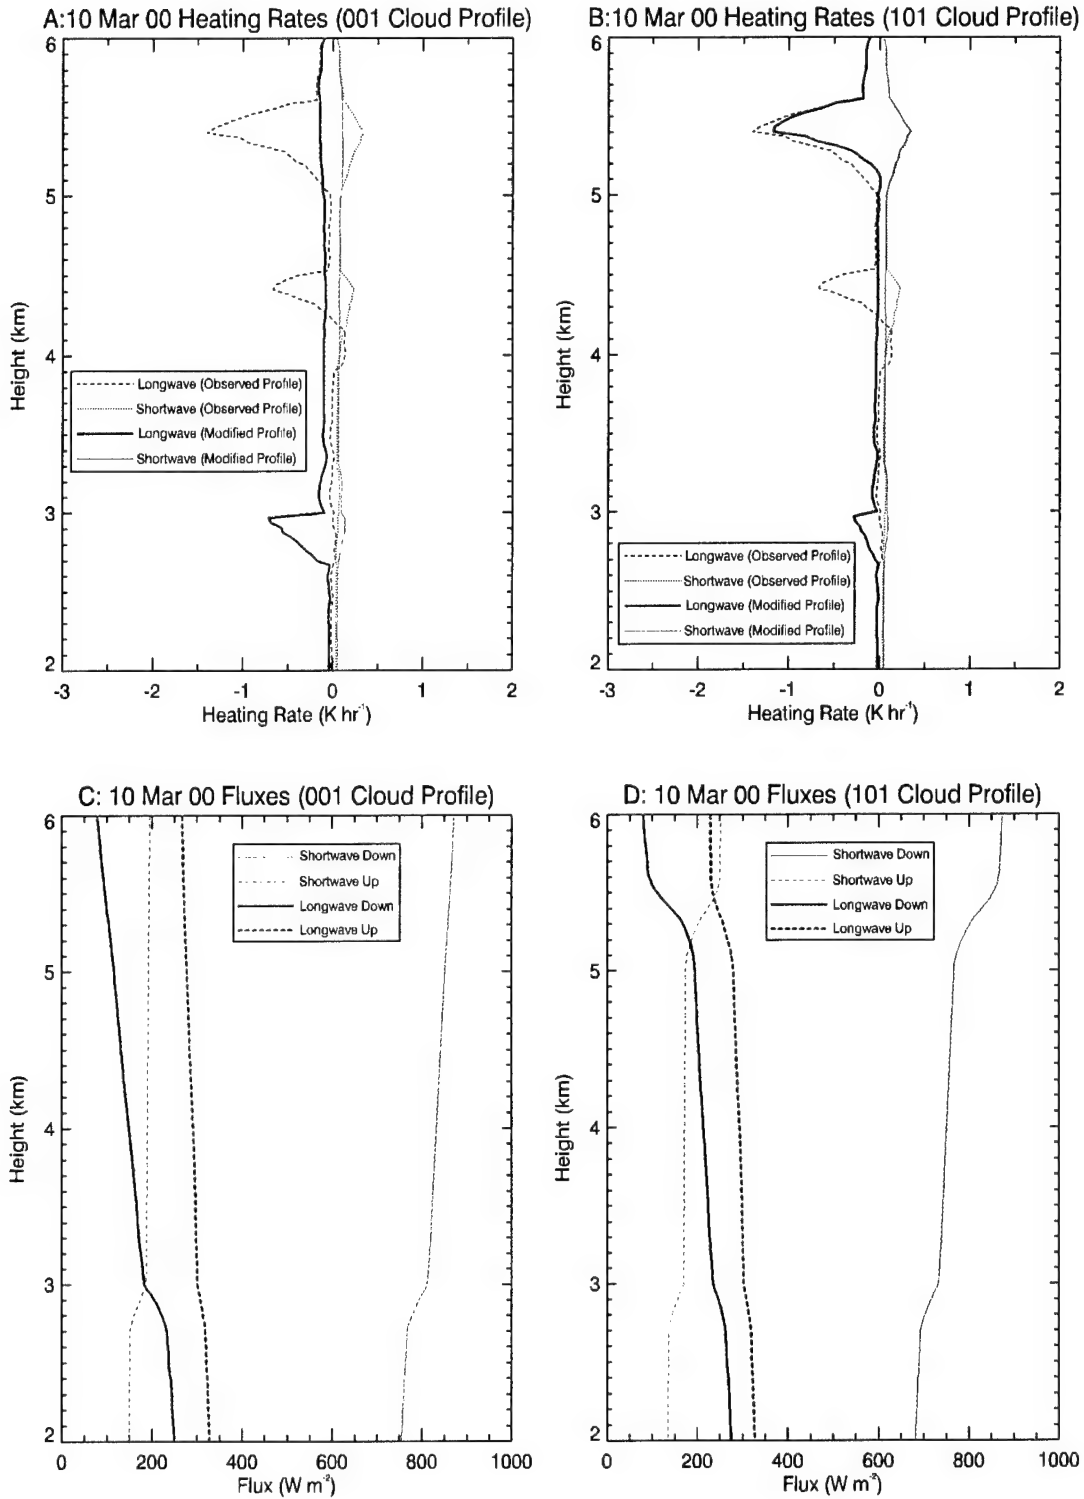 A:10 Mar 00 Heating Rates (001 Cloud Profile)
6
5
4
3
2
Height (km)
Longwave (Observed Profile)
Shortwave (Observed Profile)
Longwave (Modified Profile)
Shortwave (Modified Profile)
-3 -2 -1 0 1 2
Heating Rate (K hr⁻¹)
B:10 Mar 00 Heating Rates (101 Cloud Profile)
6
5
4
3
2
Height (km)
Longwave (Observed Profile)
Shortwave (Observed Profile)
Longwave (Modified Profile)
Shortwave (Modified Profile)
-3 -2 -1 0 1 2
Heating Rate (K hr⁻¹)
C: 10 Mar 00 Fluxes (001 Cloud Profile)
6
5
4
3
2
Height (km)
Shortwave Down
Shortwave Up
Longwave Down
Longwave Up
0 200 400 600 800 1000
Flux (W m⁻²)
D: 10 Mar 00 Fluxes (101 Cloud Profile)
6
5
4
3
2
Height (km)
Shortwave Down
Shortwave Up
Longwave Down
Longwave Up
0 200 400 600 800 1000
Flux (W m⁻²)